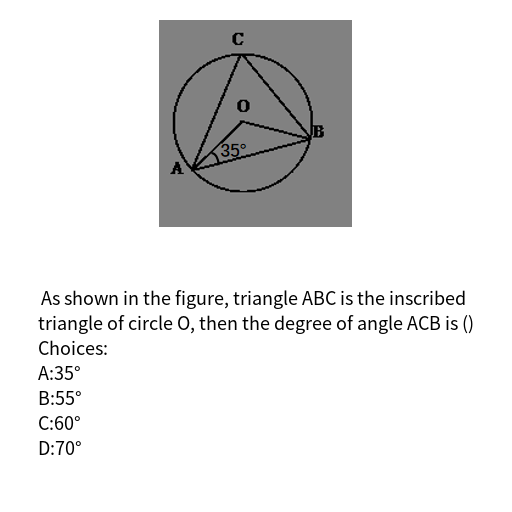 C
O
B
35°
A
As shown in the figure, triangle ABC is the inscribed
triangle of circle O, then the degree of angle ACB is ()
Choices:
A:35°
B:55°
C:60°
D:70°